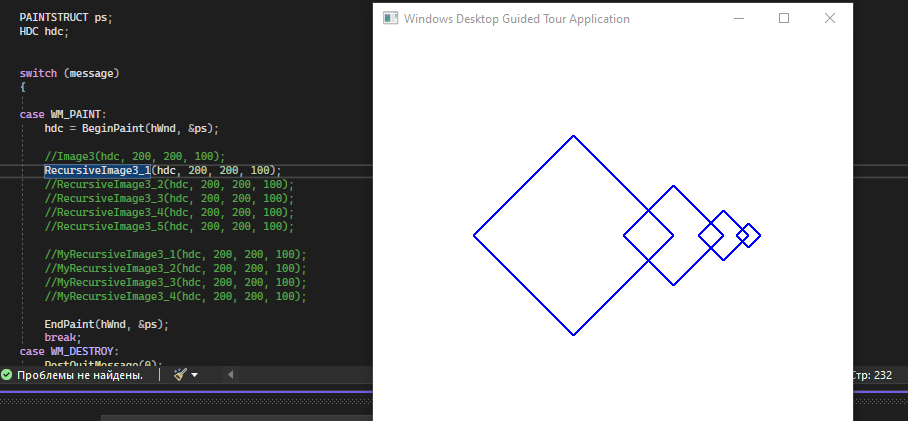 PAINTSTRUCT ps;
HDC hdc;
switch (message)
{
case WM_PAINT:
hdc = BeginPaint(hWnd, &ps);
//Image3(hdc, 200, 200, 100);
RecursiveImage3_1(hdc, 200, 200, 100);
//RecursiveImage3_2(hdc, 200, 200, 100);
//RecursiveImage3_3(hdc, 200, 200, 100);
//RecursiveImage3_4(hdc, 200, 200, 100);
//RecursiveImage3_5(hdc, 200, 200, 100);
//MyRecursiveImage3_1(hdc, 200, 200, 100);
//MyRecursiveImage3_2(hdc, 200, 200, 100);
//MyRecursiveImage3_3(hdc, 200, 200, 100);
//MyRecursiveImage3_4(hdc, 200, 200, 100);
EndPaint(hWnd, &ps);
break;
case WM_DESTROY:
PostQuitMessage(0);
Проблемы не найдены.
Windows Desktop Guided Tour Application
Стр: 232